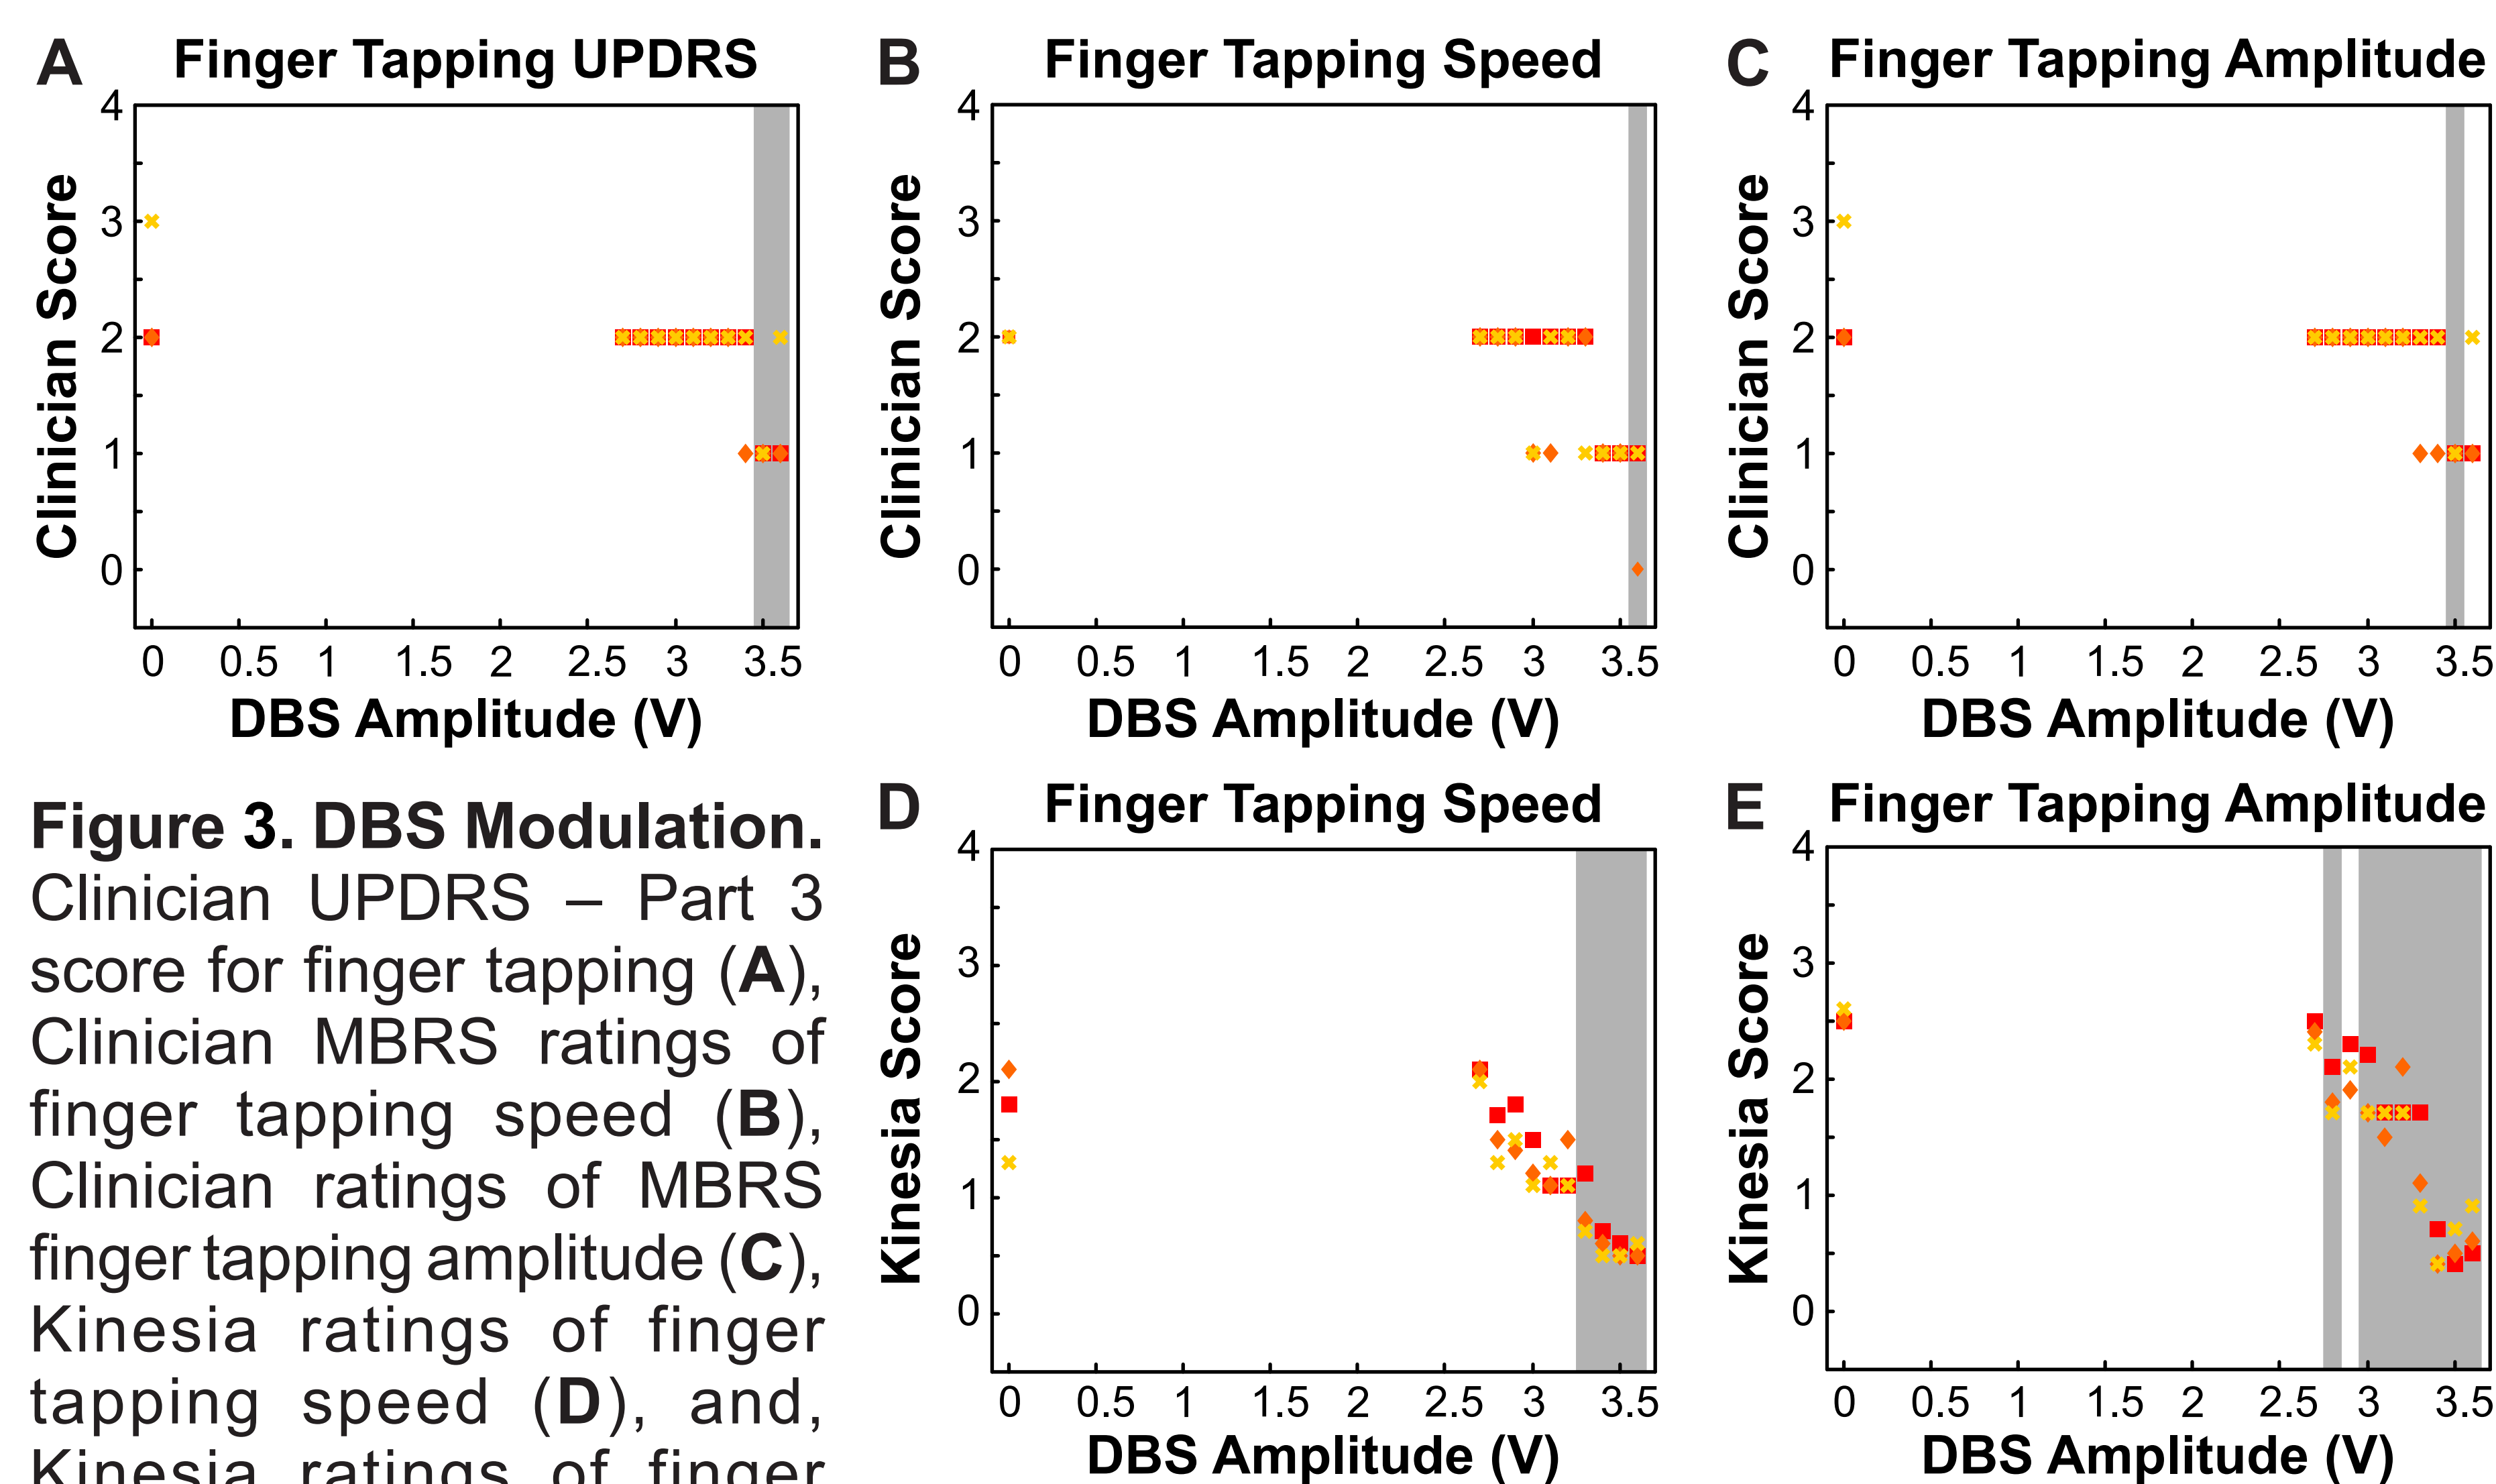 A Finger Tapping UPDRS
4
3
2
1
0
Clinician Score
0 0.5 1 1.5 2 2.5 3 3.5
DBS Amplitude (V)
B Finger Tapping Speed
4
3
2
1
0
Clinician Score
0 0.5 1 1.5 2 2.5 3 3.5
DBS Amplitude (V)
C Finger Tapping Amplitude
4
3
2
1
0
Clinician Score
0 0.5 1 1.5 2 2.5 3 3.5
DBS Amplitude (V)
Figure 3. DBS Modulation.
Clinician UPDRS – Part 3
score for finger tapping (A),
Clinician MBRS ratings of
finger tapping speed (B),
Clinician ratings of MBRS
finger tapping amplitude (C),
Kinesia ratings of finger
tapping speed (D), and,
Kinesia ratings of finger
D Finger Tapping Speed
4
3
2
1
0
Kinesia Score
0 0.5 1 1.5 2 2.5 3 3.5
DBS Amplitude (V)
E Finger Tapping Amplitude
4
3
2
1
0
Kinesia Score
0 0.5 1 1.5 2 2.5 3 3.5
DBS Amplitude (V)